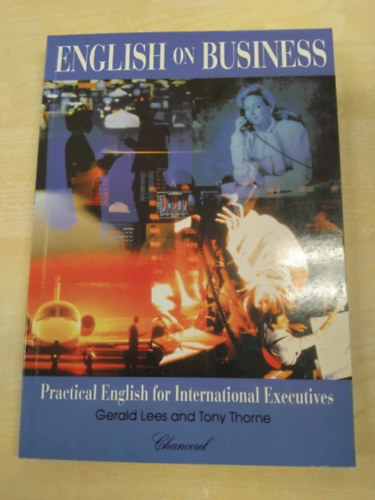 ENGLISH ON BUSINESS
Practical English for International Executives
Gerald Lees and Tony Thorne
Chancerel